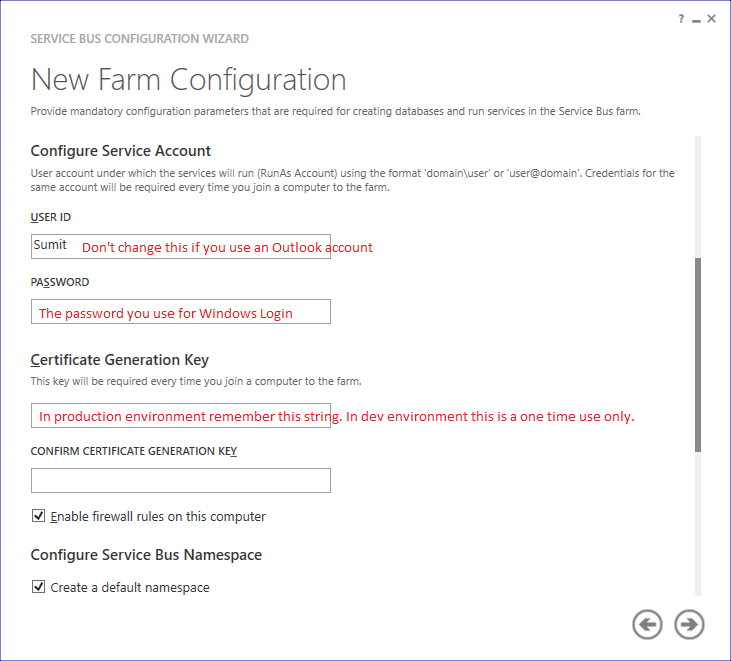 ?
SERVICE BUS CONFIGURATION WIZARD
New Farm Configuration
Provide mandatory configuration parameters that are required for creating databases and run services in the Service Bus farm.
Configure Service Account
User account under which the services will run (RunAs Account) using the format 'domain\user' or 'user@domain'. Credentials for the
same account will be required every time you join a computer to the farm.
USER ID
Sumit Don't change this if you use an Outlook account
PASSWORD
The password you use for Windows Login
Certificate Generation Key
This key will be required every time you join a computer to the farm.
In production environment remember this string. In dev environment this is a one time use only.
CONFIRM CERTIFICATE GENERATION KEY
Enable firewall rules on this computer
Configure Service Bus Namespace
Create a default namespace